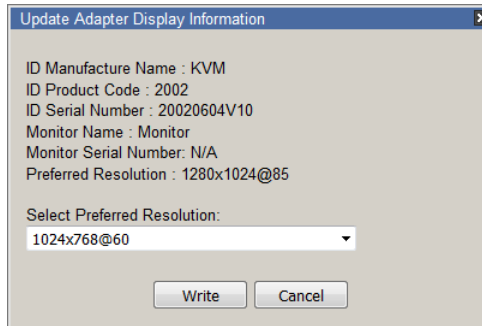 Update Adapter Display Information
ID Manufacture Name : KVM
ID Product Code : 2002
ID Serial Number : 20020604V10
Monitor Name : Monitor
Monitor Serial Number: N/A
Preferred Resolution : 1280x1024@85
Select Preferred Resolution:
1024x768@60
Write Cancel